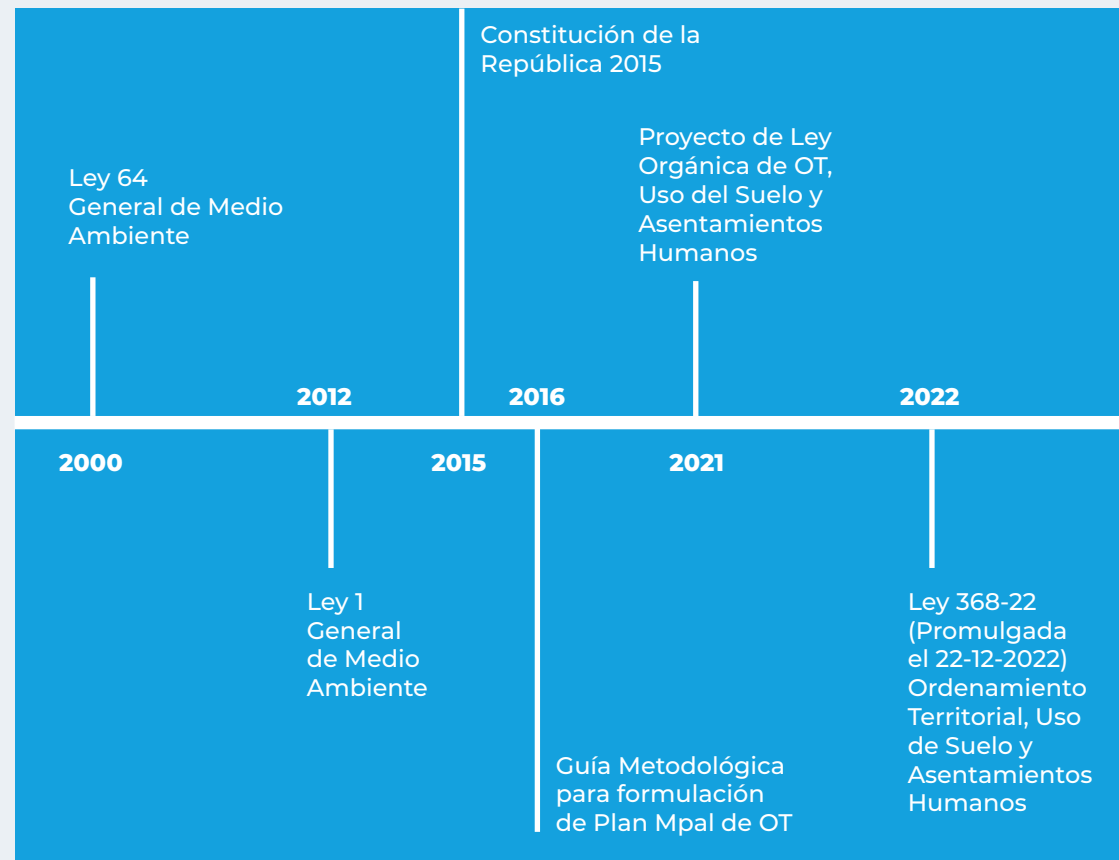 Constitución de la
República 2015
Proyecto de Ley
Orgánica de OT,
Uso del Suelo y
Asentamientos
Humanos
Ley 64
General de Medio
Ambiente
2012
2016
2022
2000
2015
2021
Ley 1
General
de Medio
Ambiente
Ley 368-22
(Promulgada
el 22-12-2022)
Ordenamiento
Territorial, Uso
de Suelo y
Asentamientos
Humanos
Guía Metodológica
para formulación
de Plan Mpal de OT